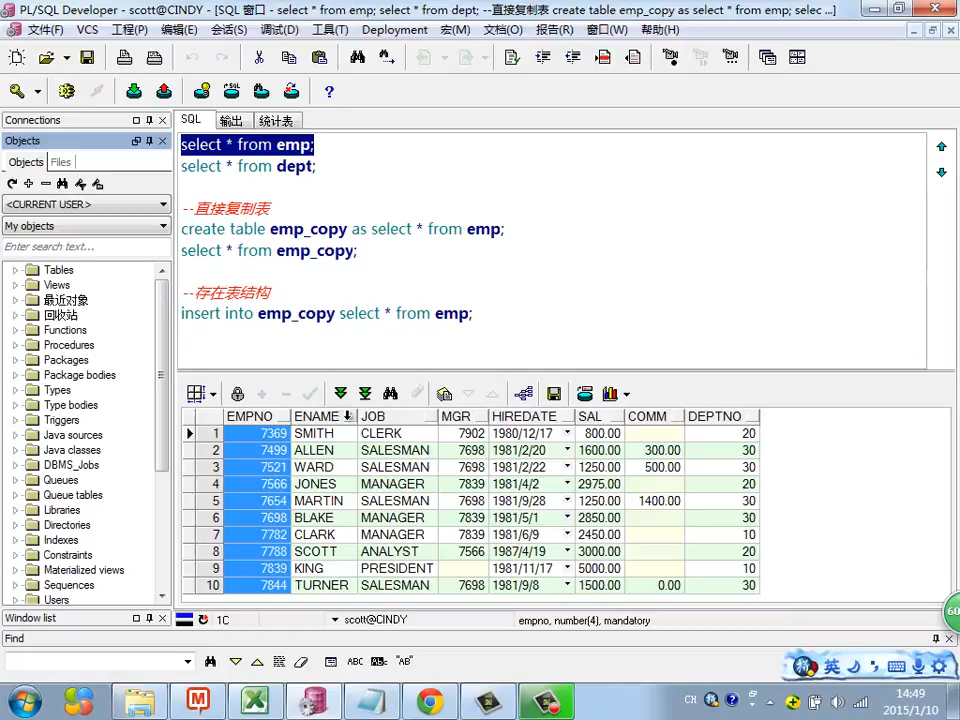 PL/SQL Developer - scott@CINDY - [SQL 窗口 - select * from emp; select * from dept; --直接复制表 create table emp_copy as select * from emp; selec ...]
文件(F) VCS 工程(P) 编辑(E) 会话(S) 调试(D) 工具(T) Deployment 宏(M) 文档(O) 报告(R) 窗口(W) 帮助(H)
Connections
Objects
Objects Files
<CURRENT USER>
My objects
Enter search text...
Tables
Views
最近对象
回收站
Functions
Procedures
Packages
Package bodies
Types
Type bodies
Triggers
Java sources
Java classes
DBMS_Jobs
Queues
Queue tables
Libraries
Directories
Indexes
Constraints
Materialized views
Sequences
Users
SQL 输出 统计表
select * from emp;
select * from dept;
--直接复制表
create table emp_copy as select * from emp;
select * from emp_copy;
--存在表结构
insert into emp_copy select * from emp;
EMPNO ENAME JOB MGR HIREDATE SAL COMM DEPTNO
1 7369 SMITH CLERK 7902 1980/12/17 800.00 20
2 7499 ALLEN SALESMAN 7698 1981/2/20 1600.00 300.00 30
3 7521 WARD SALESMAN 7698 1981/2/22 1250.00 500.00 30
4 7566 JONES MANAGER 7839 1981/4/2 2975.00 20
5 7654 MARTIN SALESMAN 7698 1981/9/28 1250.00 1400.00 30
6 7698 BLAKE MANAGER 7839 1981/5/1 2850.00 30
7 7782 CLARK MANAGER 7839 1981/6/9 2450.00 10
8 7788 SCOTT ANALYST 7566 1987/4/19 3000.00 20
9 7839 KING PRESIDENT 1981/11/17 5000.00 10
10 7844 TURNER SALESMAN 7698 1981/9/8 1500.00 0.00 30
60
Window list
1C scott@CINDY empno, number(4), mandatory
Find
ABC "AB"
英
CH
14:49
2015/1/10